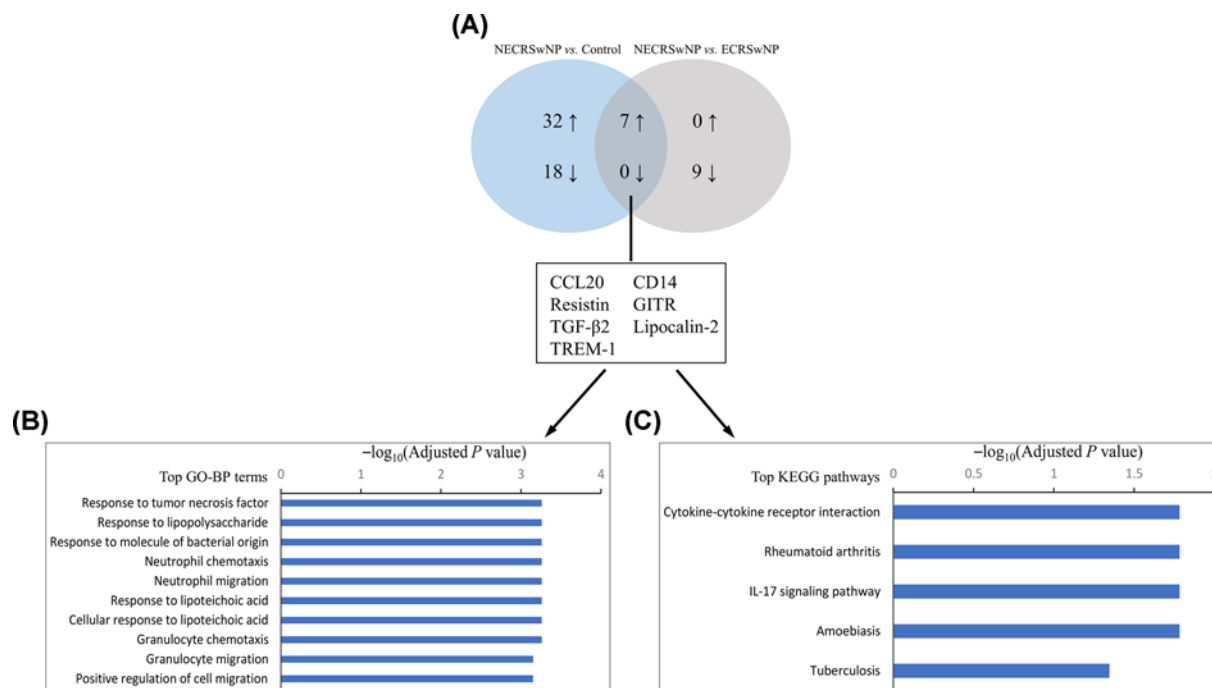 (A)
NECRSwNP vs. Control
NECRSwNP vs. ECRSwNP
32 ↑
7 ↑
0 ↑
18 ↓
0 ↓
9 ↓
CCL20 CD14
Resistin GITR
TGF-β2 Lipocalin-2
TREM-1
(B)
−log10(Adjusted P value)
Top GO-BP terms
0 1 2 3 4
Response to tumor necrosis factor
Response to lipopolysaccharide
Response to molecule of bacterial origin
Neutrophil chemotaxis
Neutrophil migration
Response to lipoteichoic acid
Cellular response to lipoteichoic acid
Granulocyte chemotaxis
Granulocyte migration
Positive regulation of cell migration
(C)
−log10(Adjusted P value)
Top KEGG pathways
0 0.5 1 1.5
Cytokine-cytokine receptor interaction
Rheumatoid arthritis
IL-17 signaling pathway
Amoebiasis
Tuberculosis